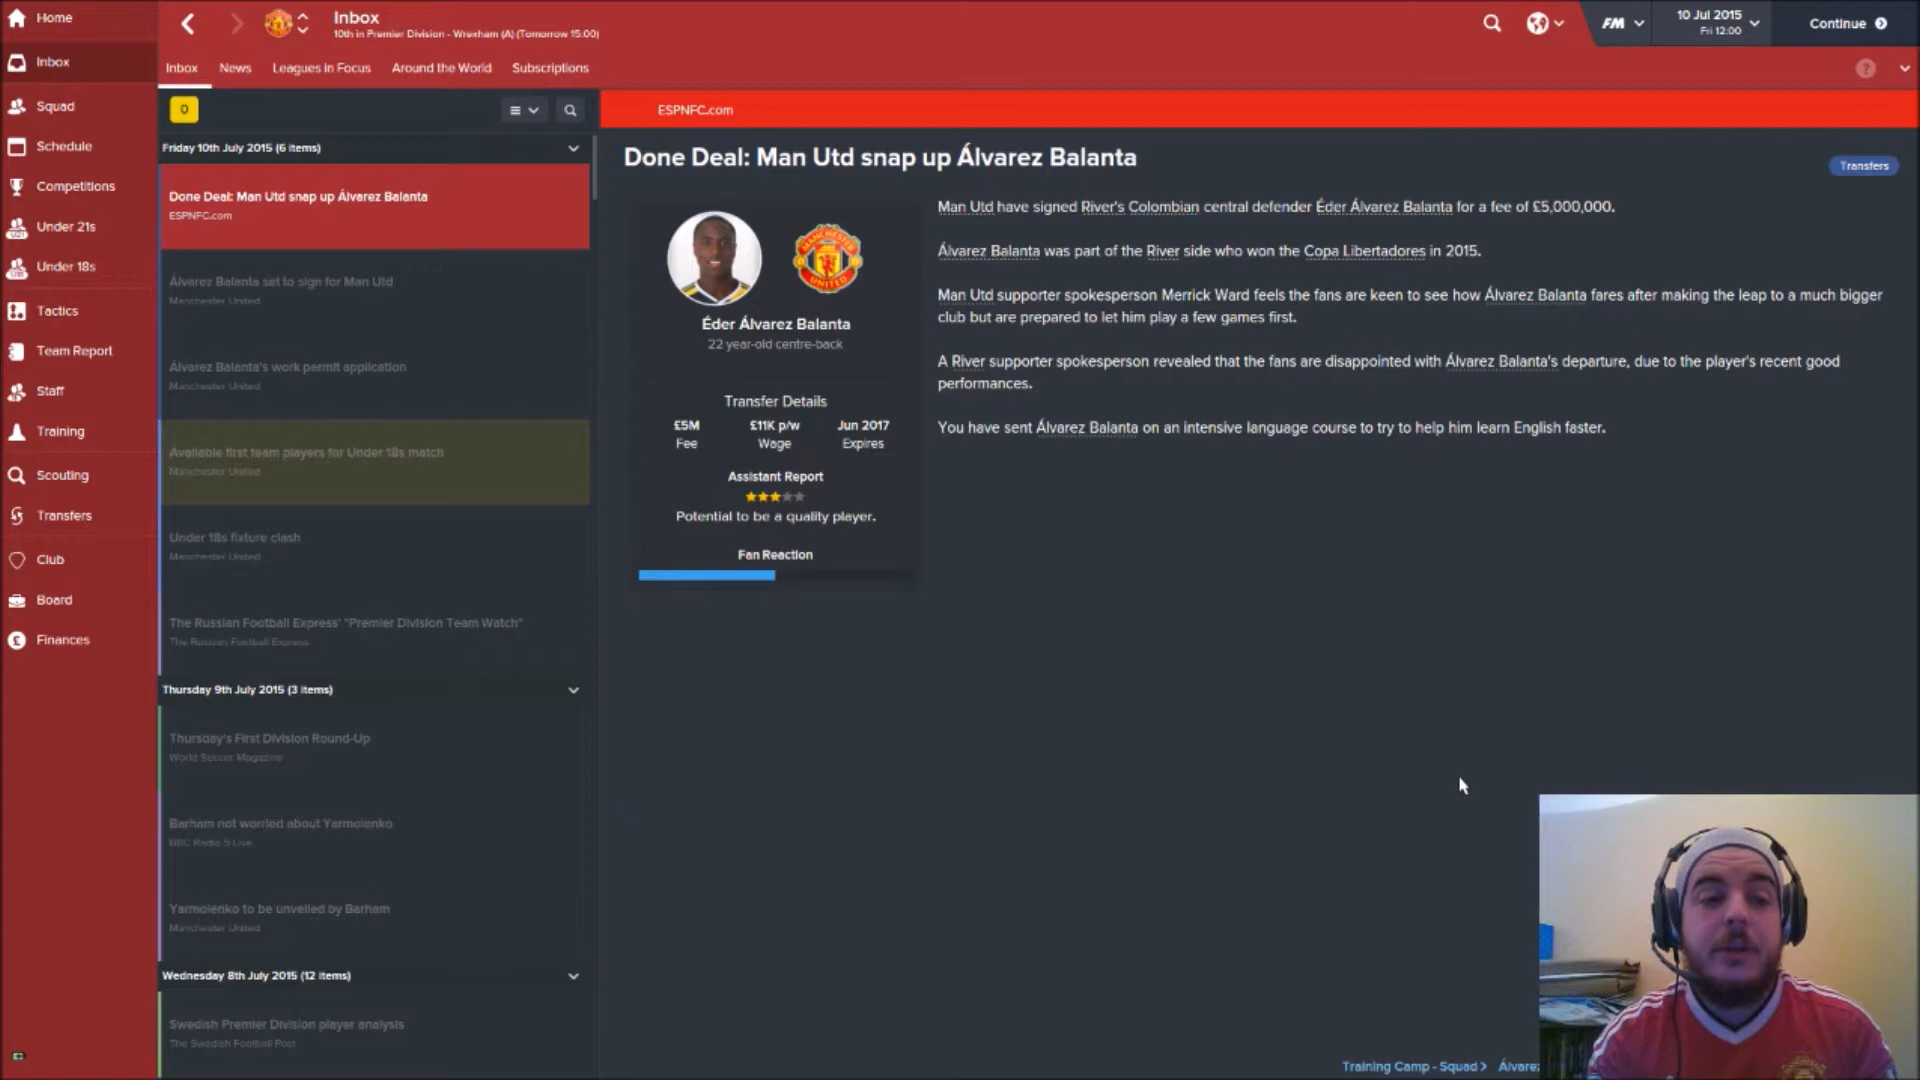 Home
Inbox
Squad
Schedule
Competitions
Under 21s
Under 18s
Tactics
Team Report
Staff
Training
Scouting
Transfers
Club
Board
Finances
Inbox
10th in Premier Division - Wrexham (A) (Tomorrow 15:00)
FM
10 Jul 2015
Fri 12:00
Continue
Inbox News Leagues in Focus Around the World Subscriptions
0
Friday 10th July 2015 (6 items)
Done Deal: Man Utd snap up Álvarez Balanta
ESPNFC.com
Álvarez Balanta set to sign for Man Utd
Manchester United
Álvarez Balanta's work permit application
Manchester United
Available first team players for Under 18s match
Manchester United
Under 18s fixture clash
Manchester United
The Russian Football Express' "Premier Division Team Watch"
The Russian Football Express
Thursday 9th July 2015 (3 items)
Thursday's First Division Round-Up
World Soccer Magazine
Barham not worried about Yarmolenko
BBC Radio 5 Live
Yarmolenko to be unveiled by Barham
Manchester United
Wednesday 8th July 2015 (12 items)
Swedish Premier Division player analysis
The Swedish Football Post
ESPNFC.com
Done Deal: Man Utd snap up Álvarez Balanta
Transfers
MANCHESTER
UNITED
Éder Álvarez Balanta
22 year-old centre-back
Transfer Details
£5M £11K p/w Jun 2017
Fee Wage Expires
Assistant Report
Potential to be a quality player.
Fan Reaction
Man Utd have signed River's Colombian central defender Éder Álvarez Balanta for a fee of £5,000,000.
Álvarez Balanta was part of the River side who won the Copa Libertadores in 2015.
Man Utd supporter spokesperson Merrick Ward feels the fans are keen to see how Álvarez Balanta fares after making the leap to a much bigger
club but are prepared to let him play a few games first.
A River supporter spokesperson revealed that the fans are disappointed with Álvarez Balanta's departure, due to the player's recent good
performances.
You have sent Álvarez Balanta on an intensive language course to try to help him learn English faster.
Training Camp - Squad > Álvarez